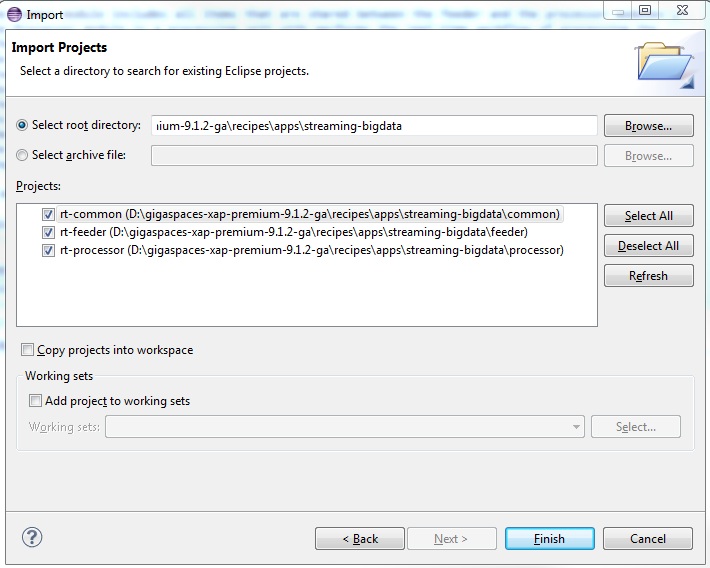 Import
Import Projects
Select a directory to search for existing Eclipse projects.
Select root directory:
ium-9.1.2-ga\recipes\apps\streaming-bigdata
Browse...
Select archive file:
Browse...
Projects:
rt-common (D:\gigaspaces-xap-premium-9.1.2-ga\recipes\apps\streaming-bigdata\common)
rt-feeder (D:\gigaspaces-xap-premium-9.1.2-ga\recipes\apps\streaming-bigdata\feeder)
rt-processor (D:\gigaspaces-xap-premium-9.1.2-ga\recipes\apps\streaming-bigdata\processor)
Select All
Deselect All
Refresh
Copy projects into workspace
Working sets
Add project to working sets
Working sets:
Select...
?
< Back
Next >
Finish
Cancel